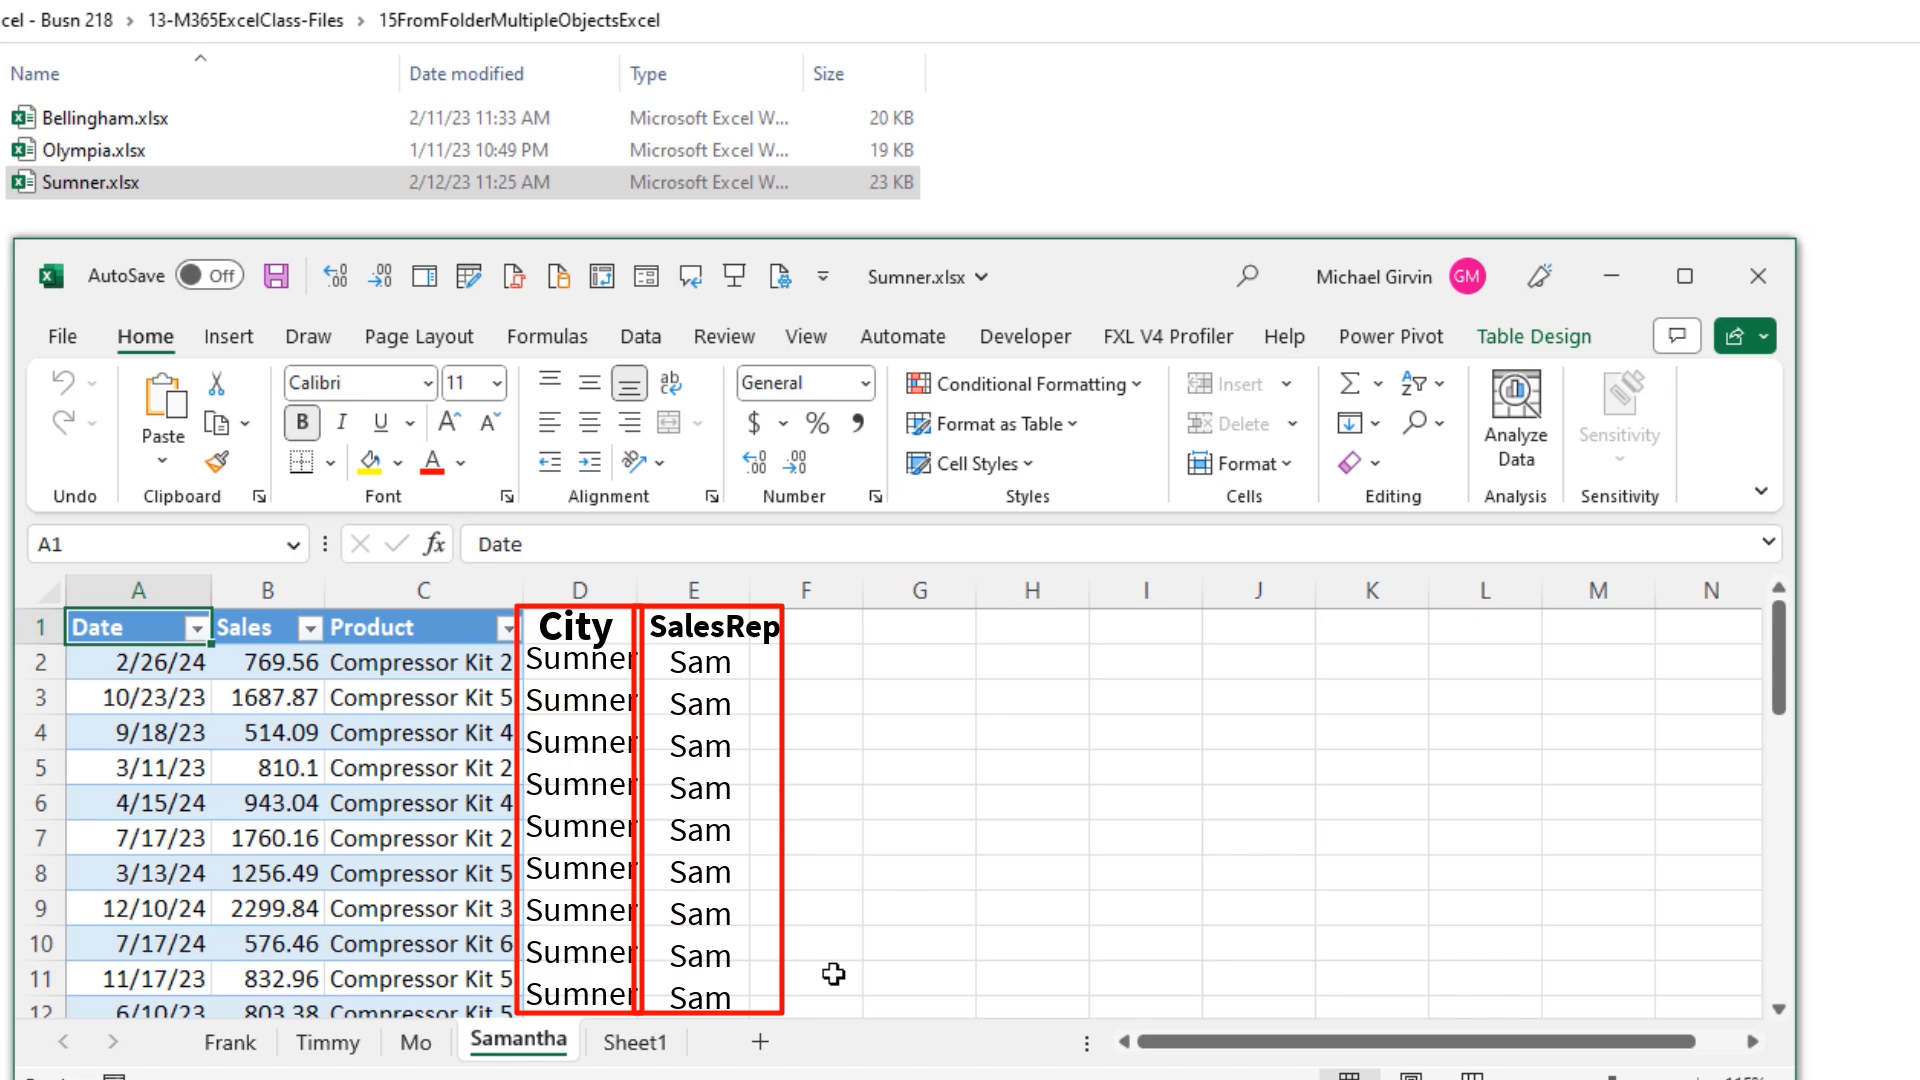 cel - Busn 218 > 13-M365ExcelClass-Files > 15FromFolderMultipleObjectsExcel
Name Date modified Type Size
Bellingham.xlsx 2/11/23 11:33 AM Microsoft Excel W... 20 KB
Olympia.xlsx 1/11/23 10:49 PM Microsoft Excel W... 19 KB
Sumner.xlsx 2/12/23 11:25 AM Microsoft Excel W... 23 KB
AutoSave Off Sumner.xlsx Michael Girvin GM
File Home Insert Draw Page Layout Formulas Data Review View Automate Developer FXL V4 Profiler Help Power Pivot Table Design
Calibri 11 General Conditional Formatting Insert
Paste B I U $ % Format as Table Delete Analyze Data Sensitivity
Cell Styles Format
Undo Clipboard Font Alignment Number Styles Cells Editing Analysis Sensitivity
A1 fx Date
A B C D E F G H I J K L M N
1 Date Sales Product City SalesRep
2 2/26/24 769.56 Compressor Kit 2 Sumner Sam
3 10/23/23 1687.87 Compressor Kit 5 Sumner Sam
4 9/18/23 514.09 Compressor Kit 4 Sumner Sam
5 3/11/23 810.1 Compressor Kit 2 Sumner Sam
6 4/15/24 943.04 Compressor Kit 4 Sumner Sam
7 7/17/23 1760.16 Compressor Kit 2 Sumner Sam
8 3/13/24 1256.49 Compressor Kit 5 Sumner Sam
9 12/10/24 2299.84 Compressor Kit 3 Sumner Sam
10 7/17/24 576.46 Compressor Kit 6 Sumner Sam
11 11/17/23 832.96 Compressor Kit 5 Sumner Sam
12 6/10/23 803.38 Compressor Kit 5
Frank Timmy Mo Samantha Sheet1